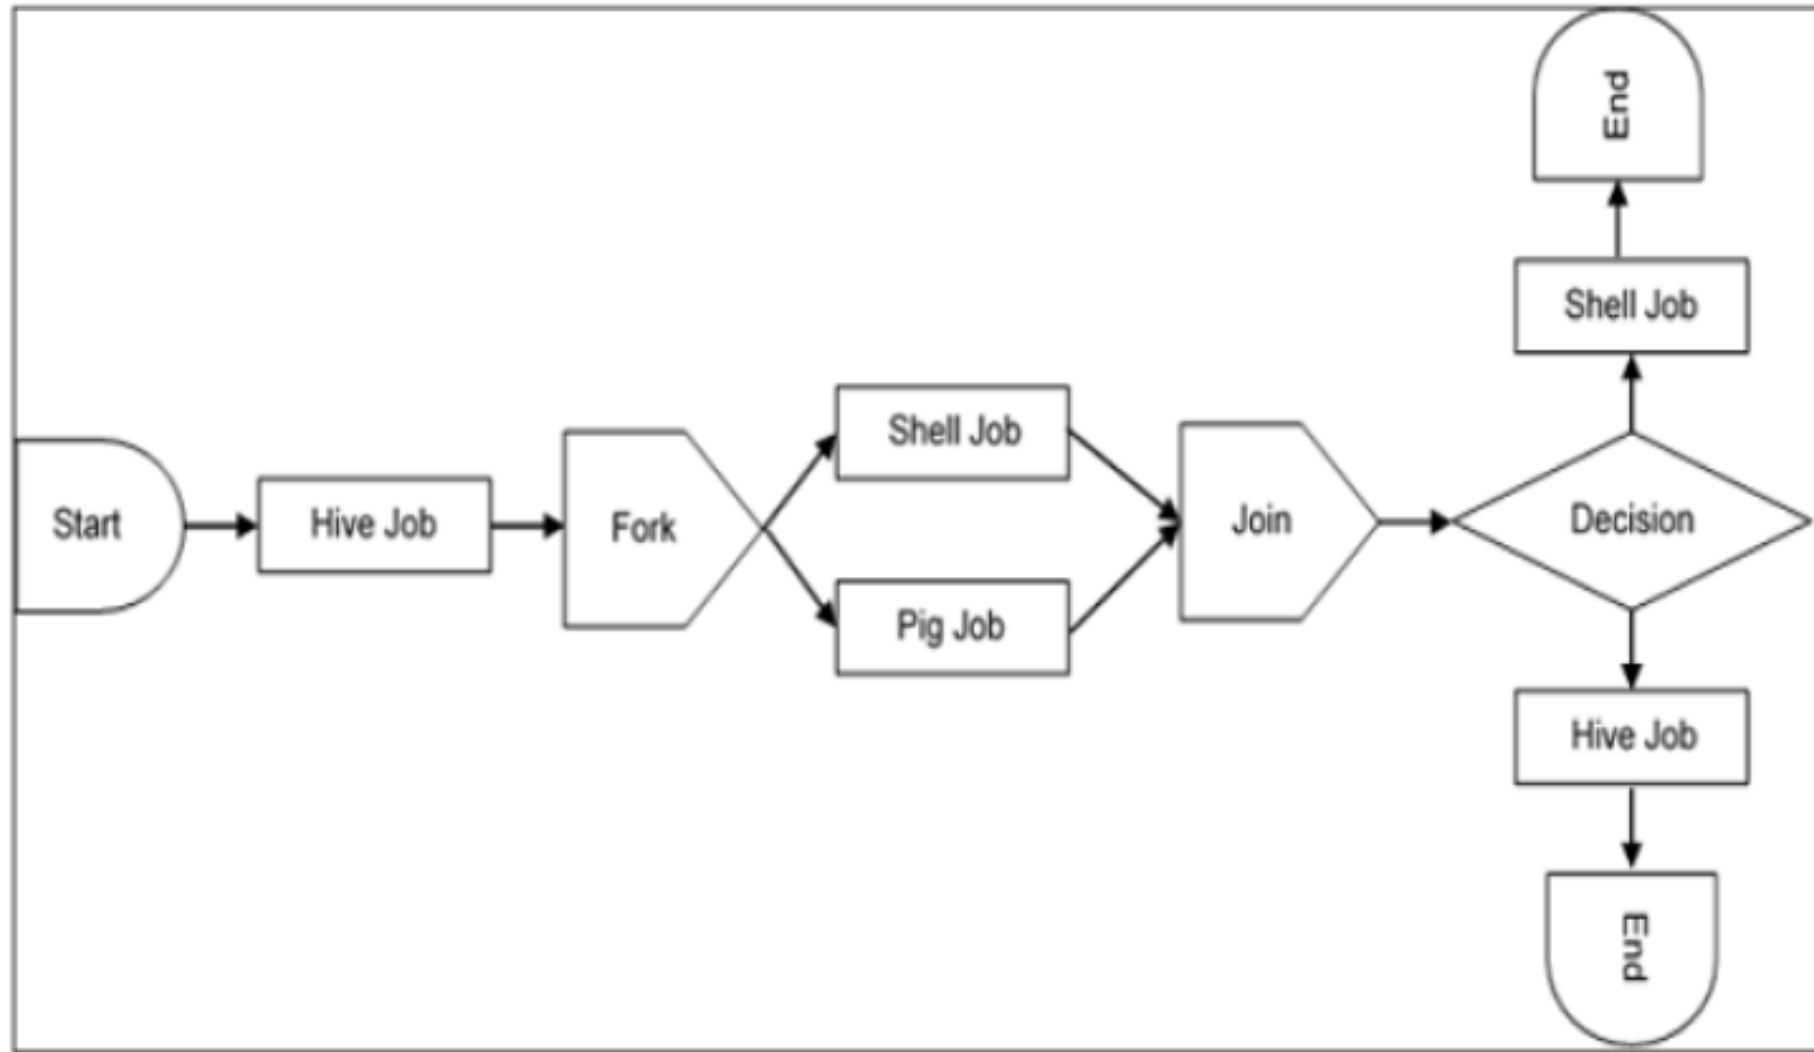 Start
Hive Job
Fork
Shell Job
Pig Job
Join
Decision
Shell Job
End
Hive Job
End